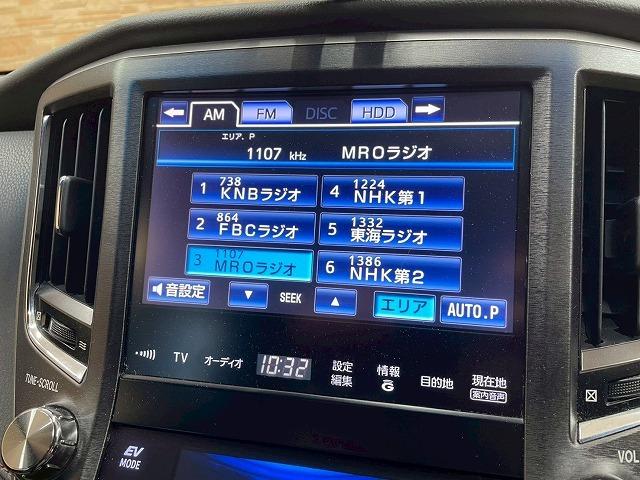 AM FM DISC HDD
エリア. P
1107 kHz MROラジオ
1 738 KNBラジオ
4 1224 NHK第1
2 864 FBCラジオ
5 1332 東海ラジオ
3 1107 MROラジオ
6 1386 NHK第2
音設定 SEEK エリア AUTO.P
TV オーディオ 10:32 設定編集 情報 G 目的地 現在地 案内音声
TUNE•SCROLL
EV
MODE
VOL